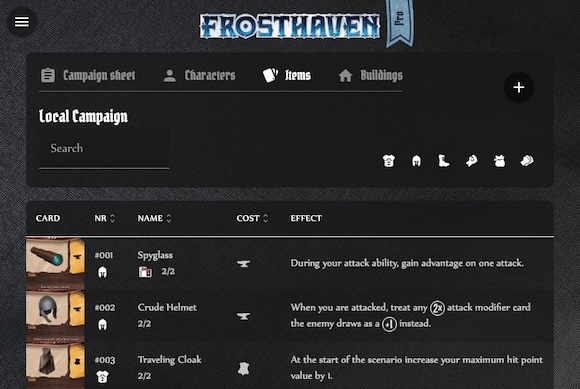 FROSTHAVEN
Pro
Campaign sheet Characters Items Buildings
Local Campaign
Search
CARD NR NAME COST EFFECT
#001 Spyglass
2/2
During your attack ability, gain advantage on one attack.
#002 Crude Helmet
2/2
When you are attacked, treat any 2x attack modifier card
the enemy draws as a +1 instead.
#003 Traveling Cloak
2/2
At the start of the scenario increase your maximum hit point
value by 1.